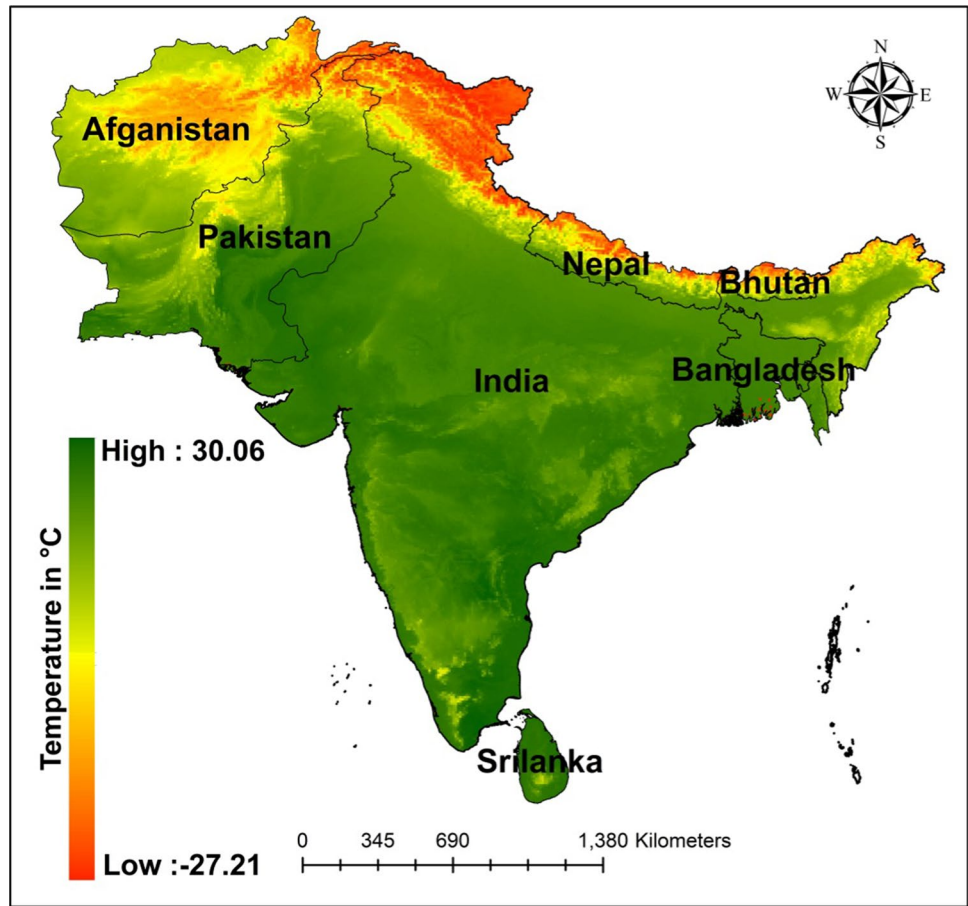 N
W E
S
Afganistan
Pakistan
Nepal
Bhutan
India
Bangladesh
High : 30.06
Temperature in °C
Low :-27.21
Srilanka
0 345 690 1,380 Kilometers